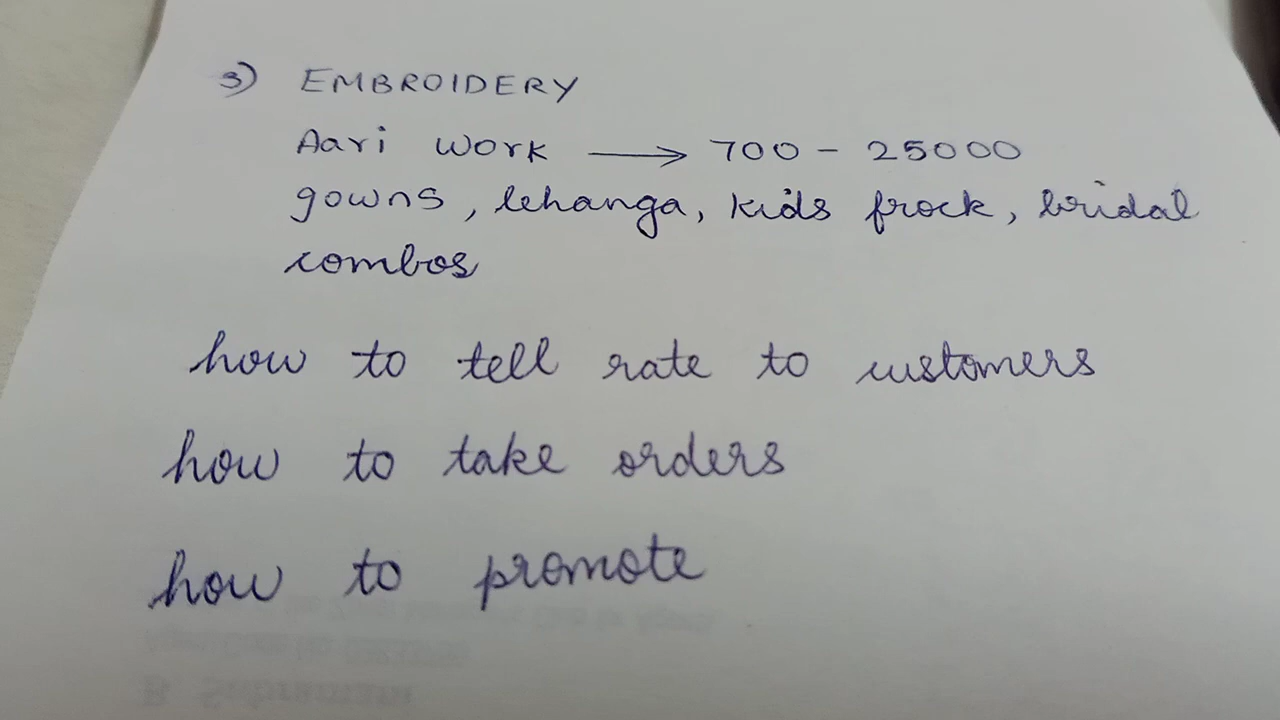 3) EMBROIDERY
Aari work → 700 - 25000
gowns, lehanga, kids frock, bridal
combos
how to tell rate to customers
how to take orders
how to promote